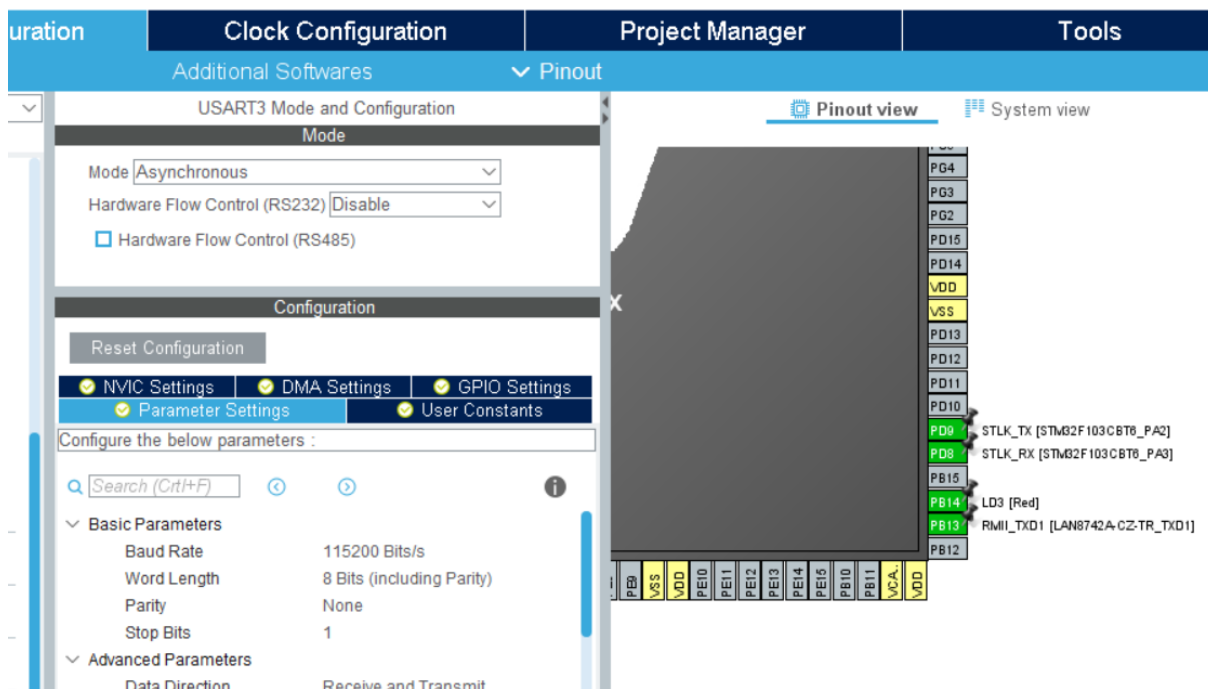 uration Clock Configuration Project Manager Tools
Additional Softwares Pinout
USART3 Mode and Configuration
Mode
Mode Asynchronous
Hardware Flow Control (RS232) Disable
Hardware Flow Control (RS485)
Configuration
Reset Configuration
NVIC Settings DMA Settings GPIO Settings
Parameter Settings User Constants
Configure the below parameters :
Search (Crtl+F)
Basic Parameters
Baud Rate 115200 Bits/s
Word Length 8 Bits (including Parity)
Parity None
Stop Bits 1
Advanced Parameters
Data Direction Receive and Transmit
Pinout view System view
PG4
PG3
PG2
PD15
PD14
VDD
VSS
X
PD13
PD12
PD11
PD10
PD9 STLK_TX [STM32F103CBT6_PA2]
PD8 STLK_RX [STM32F103CBT6_PA3]
PB15
PB14 LD3 [Red]
PB13 RMII_TXD1 [LAN8742A-CZ-TR_TXD1]
PB12
PE9 VSS VDD PE10 PE11 PE12 PE13 PE14 PE15 PB10 PB11 VCA. VDD